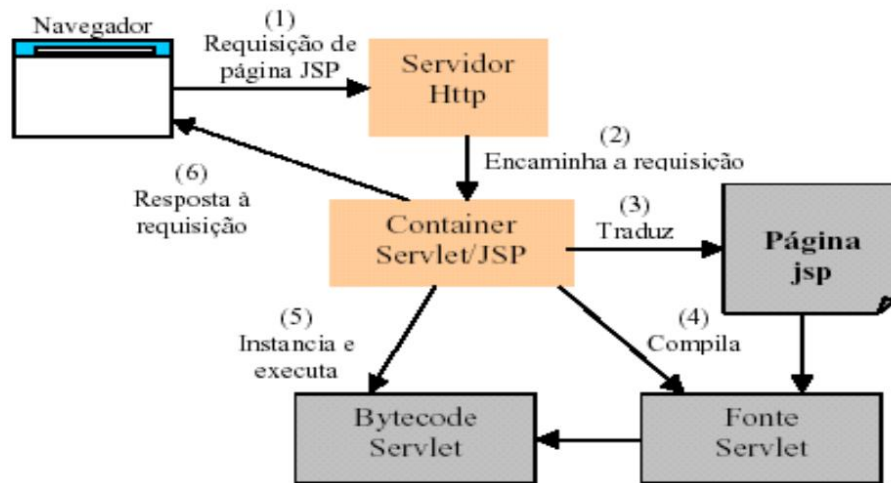 Navegador
(1)
Requisição de
página JSP
Servidor
Http
(2)
Encaminha a requisição
(6)
Resposta à
requisição
Container
Servlet/JSP
(3)
Traduz
Página
jsp
(5)
Instancia e
executa
(4)
Compila
Bytecode
Servlet
Fonte
Servlet